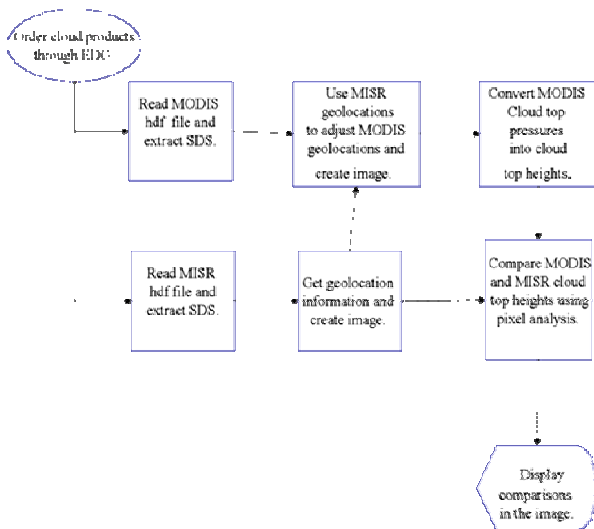 Order cloud products
through EDG
Read MODIS
hdf file and
extract SDS.
Use MISR
geolocations
to adjust MODIS
geolocations and
create image.
Convert MODIS
Cloud top
pressures
into cloud
top heights.
Read MISR
hdf file and
extract SDS.
Get geolocation
information and
create image.
Compare MODIS
and MISR cloud
top heights using
pixel analysis.
Display
comparisons
in the image.